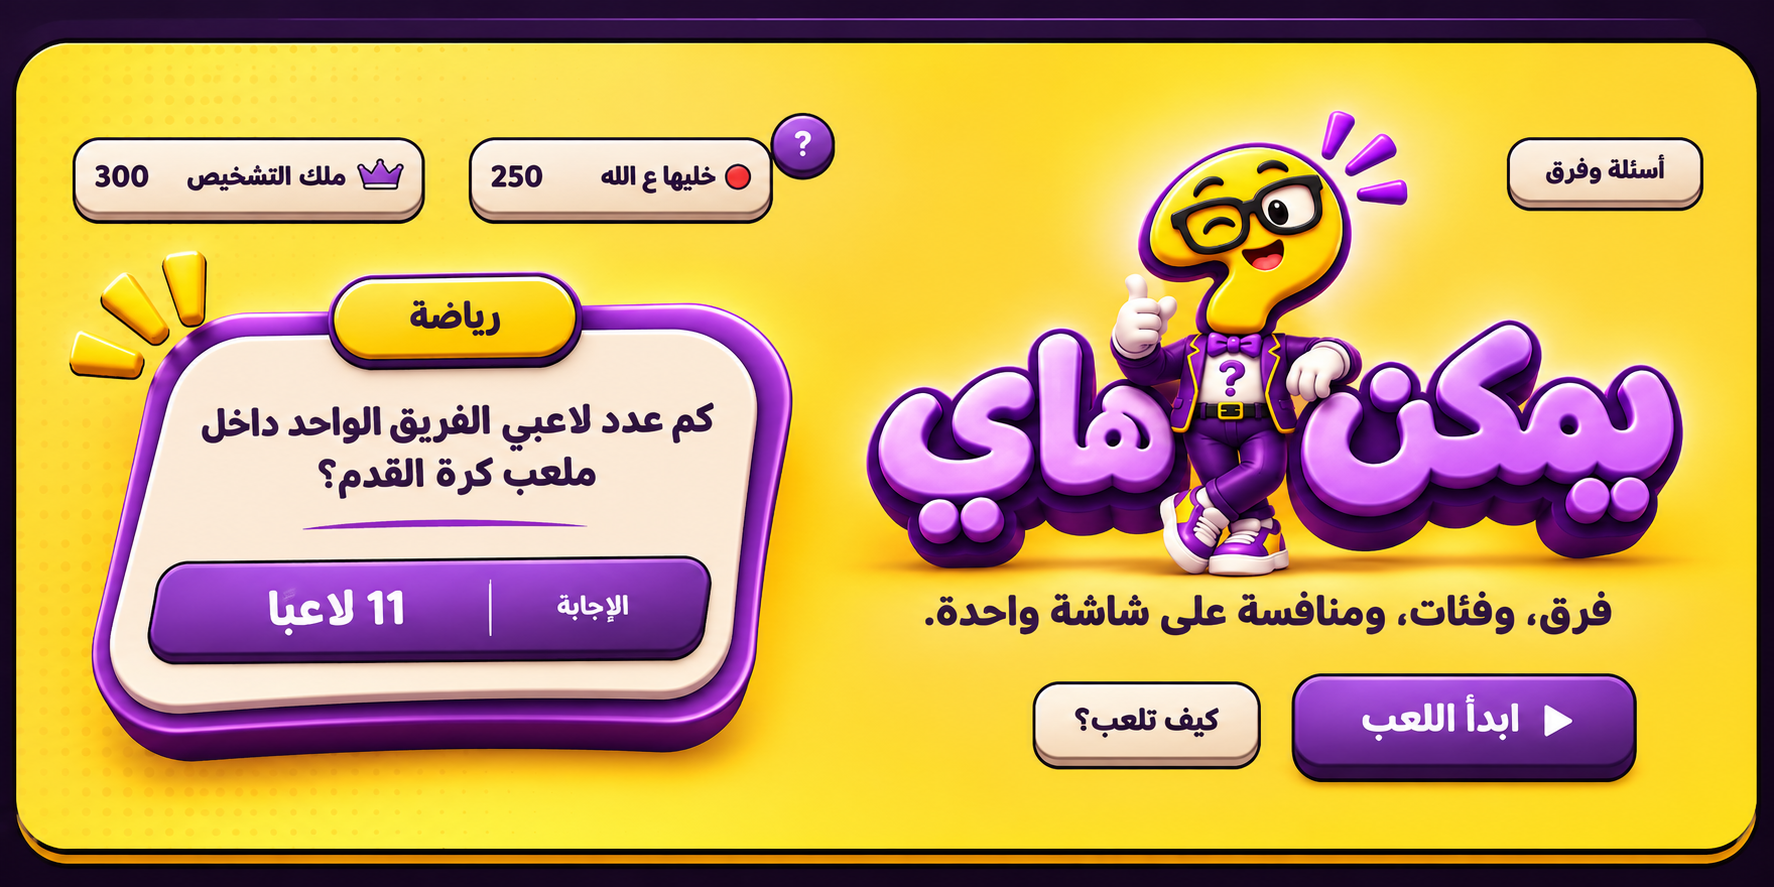 أسئلة وفرق
يمكن هاي
?
فرق، وفئات، ومنافسة على شاشة واحدة.
ابدأ اللعب
كيف تلعب؟
?
خليها ع الله 250
ملك التشخيص 300
رياضة
كم عدد لاعبي الفريق الواحد داخل
ملعب كرة القدم؟
الإجابة
11 لاعبًا